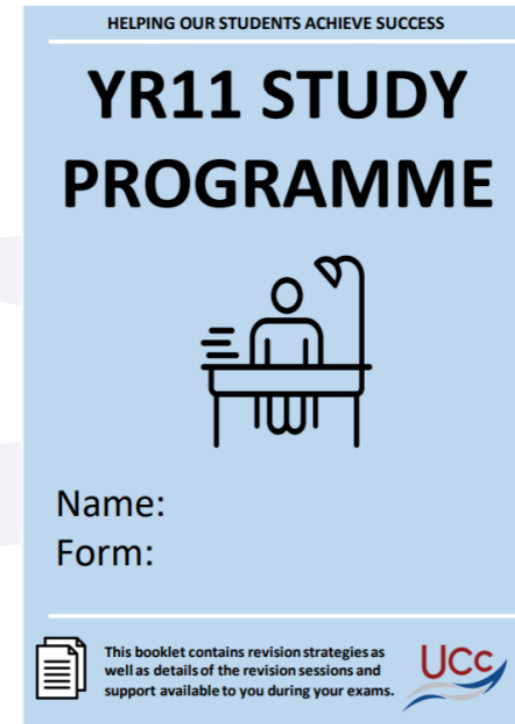 HELPING OUR STUDENTS ACHIEVE SUCCESS
YR11 STUDY
PROGRAMME
Name:
Form:
This booklet contains revision strategies as
well as details of the revision sessions and
support available to you during your exams.
UCc